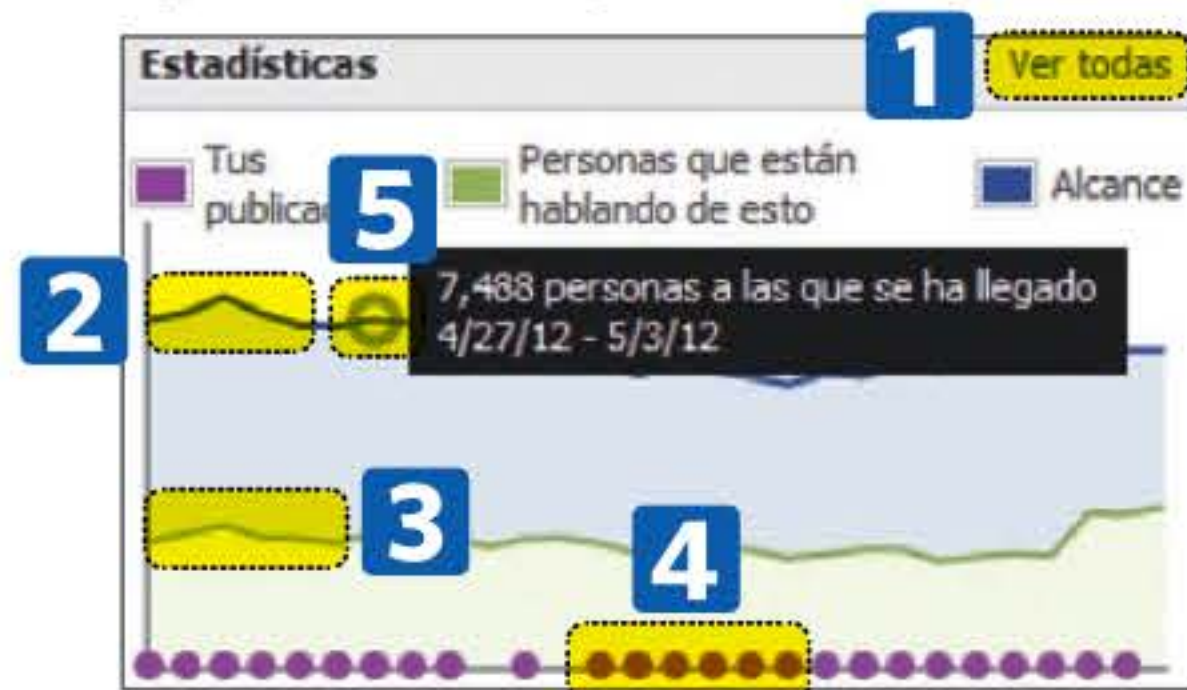 Estadísticas
1
Ver todas
Tus
5
Personas que están
hablando de esto
Alcance
2
7,488 personas a las que se ha llegado
4/27/12 - 5/3/12
3
4